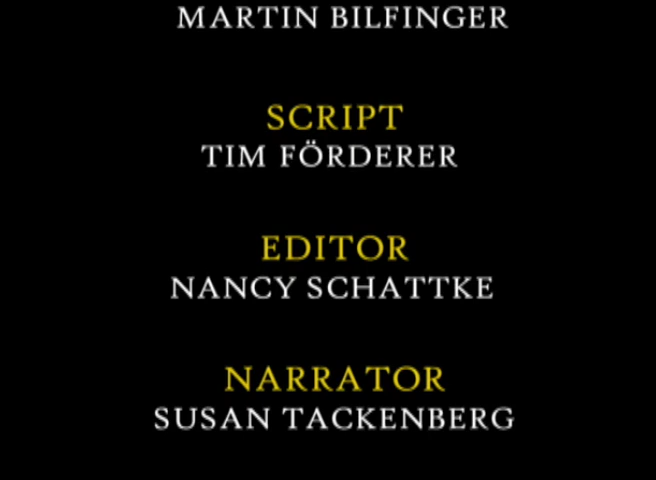 MARTIN BILFINGER
SCRIPT
TIM FÖRDERER
EDITOR
NANCY SCHATTKE
NARRATOR
SUSAN TACKENBERG